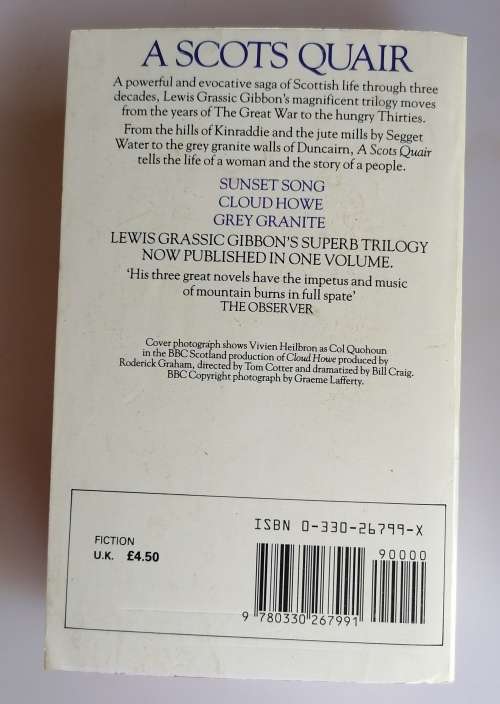 A SCOTS QUAIR
A powerful and evocative saga of Scottish life through three
decades, Lewis Grassic Gibbon's magnificent trilogy moves
from the years of The Great War to the hungry Thirties.
From the hills of Kinraddie and the jute mills by Segget
Water to the grey granite walls of Duncairn, A Scots Quair
tells the life of a woman and the story of a people.
SUNSET SONG
CLOUD HOWE
GREY GRANITE
LEWIS GRASSIC GIBBON'S SUPERB TRILOGY
NOW PUBLISHED IN ONE VOLUME.
'His three great novels have the impetus and music
of mountain burns in full spate'
THE OBSERVER
Cover photograph shows Vivien Heilbron as Col Quohoun
in the BBC Scotland production of Cloud Howe produced by
Roderick Graham, directed by Tom Cotter and dramatized by Bill Craig.
BBC Copyright photograph by Graeme Lafferty.
ISBN 0-330-26799-X
FICTION
U.K. £4.50
90000
9 780330 267991